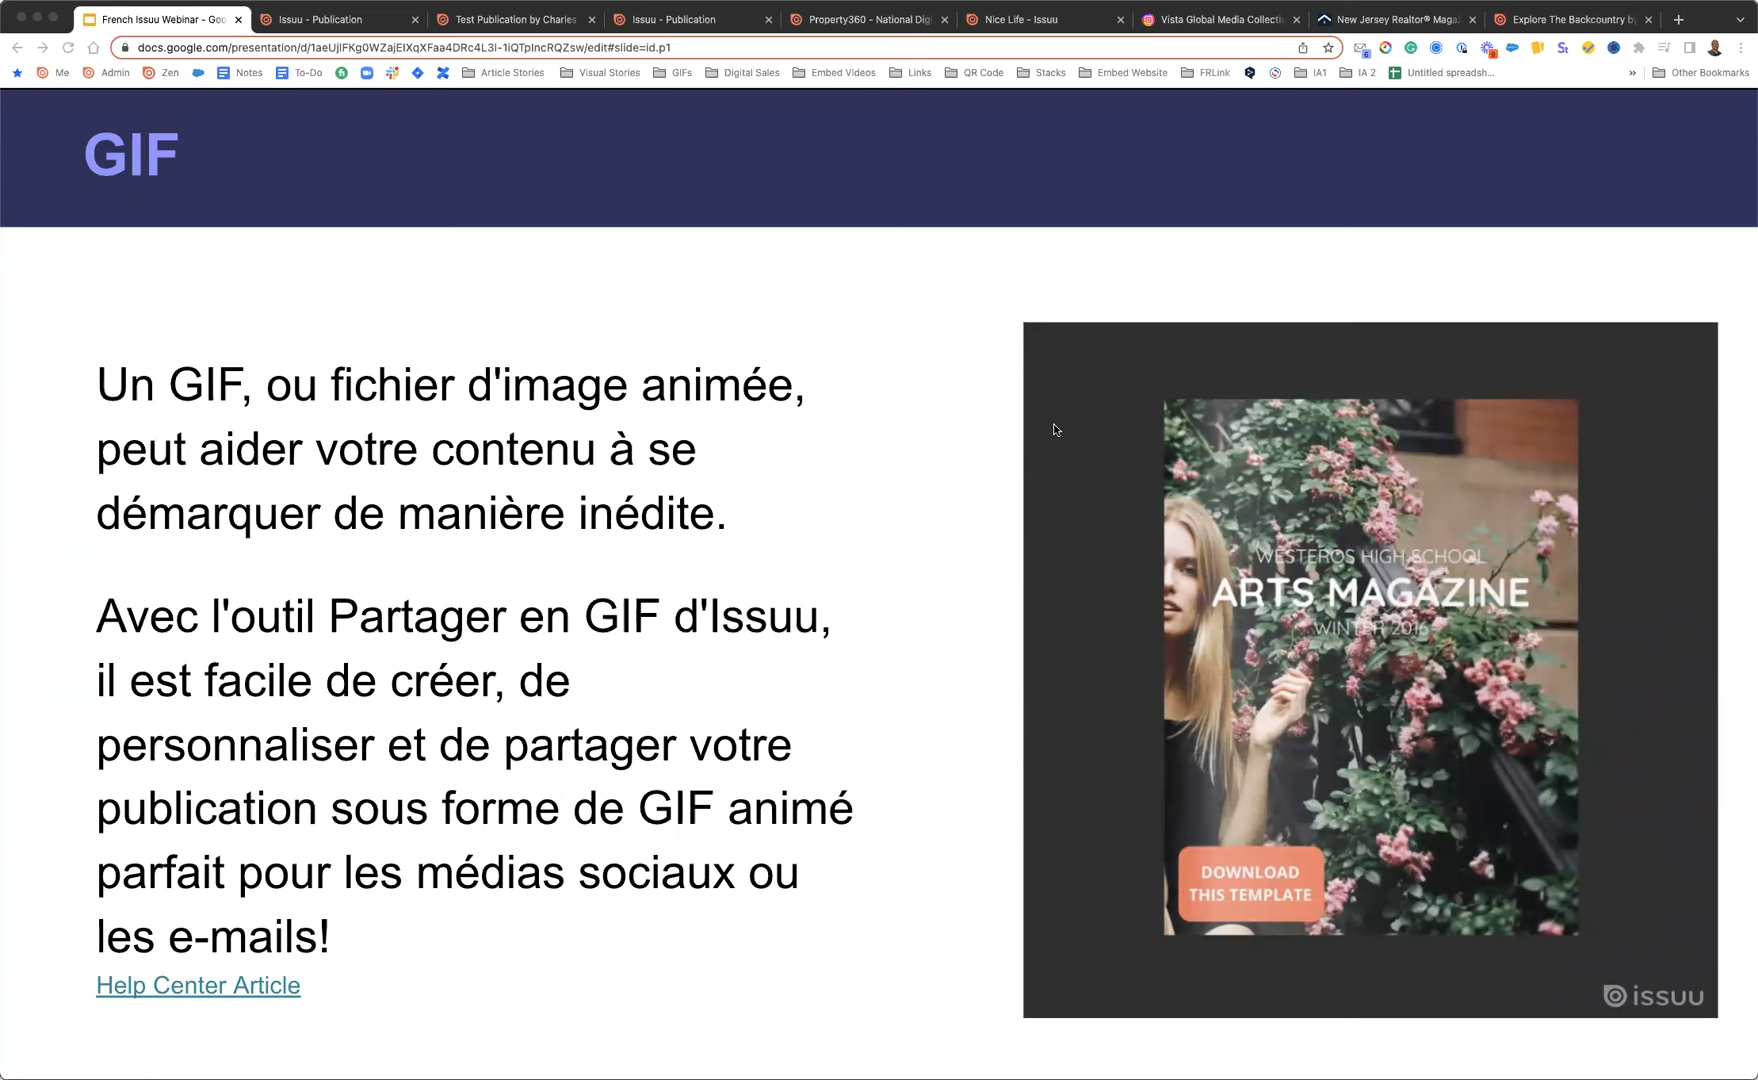 French Issuu Webinar - Goo
Issuu - Publication
Test Publication by Charles
Issuu - Publication
Property360 - National Digi
Nice Life - Issuu
Vista Global Media Collectiv
New Jersey Realtor® Maga
Explore The Backcountry by
docs.google.com/presentation/d/1aeUjlFKg0WZajEIXqXFaa4DRc4L3l-1iQTpIncRQZsw/edit#slide=id.p1
Me
Admin
Zen
Notes
To-Do
Article Stories
Visual Stories
GIFs
Digital Sales
Embed Videos
Links
QR Code
Stacks
Embed Website
FRLink
IA1
IA 2
Untitled spreadsh...
Other Bookmarks
GIF
Un GIF, ou fichier d'image animée,
peut aider votre contenu à se
démarquer de manière inédite.
Avec l'outil Partager en GIF d'Issuu,
il est facile de créer, de
personnaliser et de partager votre
publication sous forme de GIF animé
parfait pour les médias sociaux ou
les e-mails!
Help Center Article
WESTEROS HIGH SCHOOL
ARTS MAGAZINE
WINTER 2016
DOWNLOAD
THIS TEMPLATE
issuu